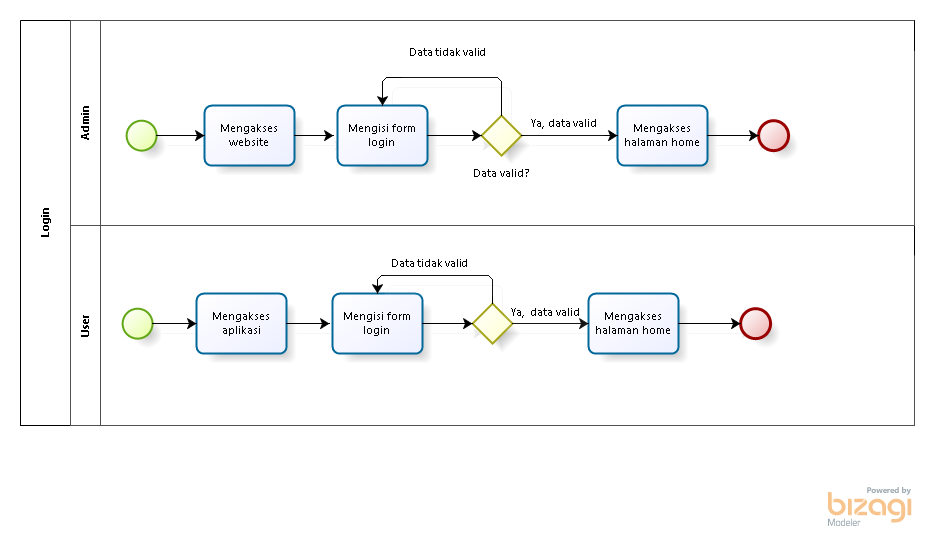 Login
Admin
Data tidak valid
Mengakses
website
Mengisi form
login
Ya, data valid
Data valid?
Mengakses
halaman home
User
Data tidak valid
Mengakses
aplikasi
Mengisi form
login
Ya, data valid
Mengakses
halaman home
Powered by
bizagi
Modeler